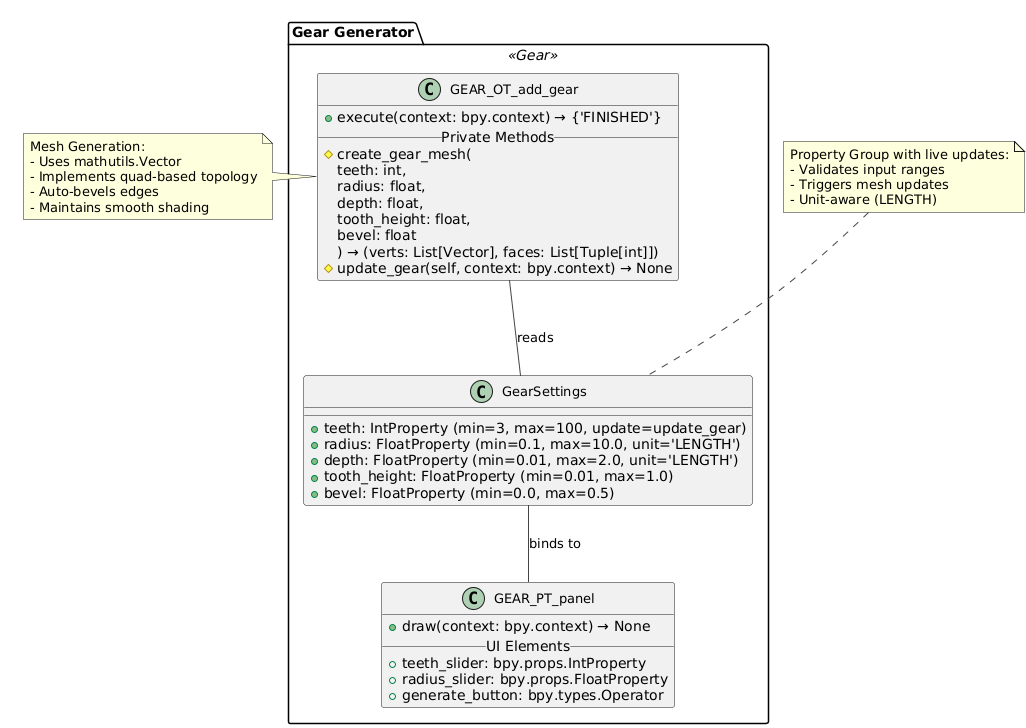 Gear Generator
«Gear»
C GEAR_OT_add_gear
execute(context: bpy.context) → {'FINISHED'}
Private Methods
create_gear_mesh(
teeth: int,
radius: float,
depth: float,
tooth_height: float,
bevel: float
) → (verts: List[Vector], faces: List[Tuple[int]])
update_gear(self, context: bpy.context) → None
Mesh Generation:
- Uses mathutils.Vector
- Implements quad-based topology
- Auto-bevels edges
- Maintains smooth shading
Property Group with live updates:
- Validates input ranges
- Triggers mesh updates
- Unit-aware (LENGTH)
reads
C GearSettings
teeth: IntProperty (min=3, max=100, update=update_gear)
radius: FloatProperty (min=0.1, max=10.0, unit='LENGTH')
depth: FloatProperty (min=0.01, max=2.0, unit='LENGTH')
tooth_height: FloatProperty (min=0.01, max=1.0)
bevel: FloatProperty (min=0.0, max=0.5)
binds to
C GEAR_PT_panel
draw(context: bpy.context) → None
UI Elements
teeth_slider: bpy.props.IntProperty
radius_slider: bpy.props.FloatProperty
generate_button: bpy.types.Operator